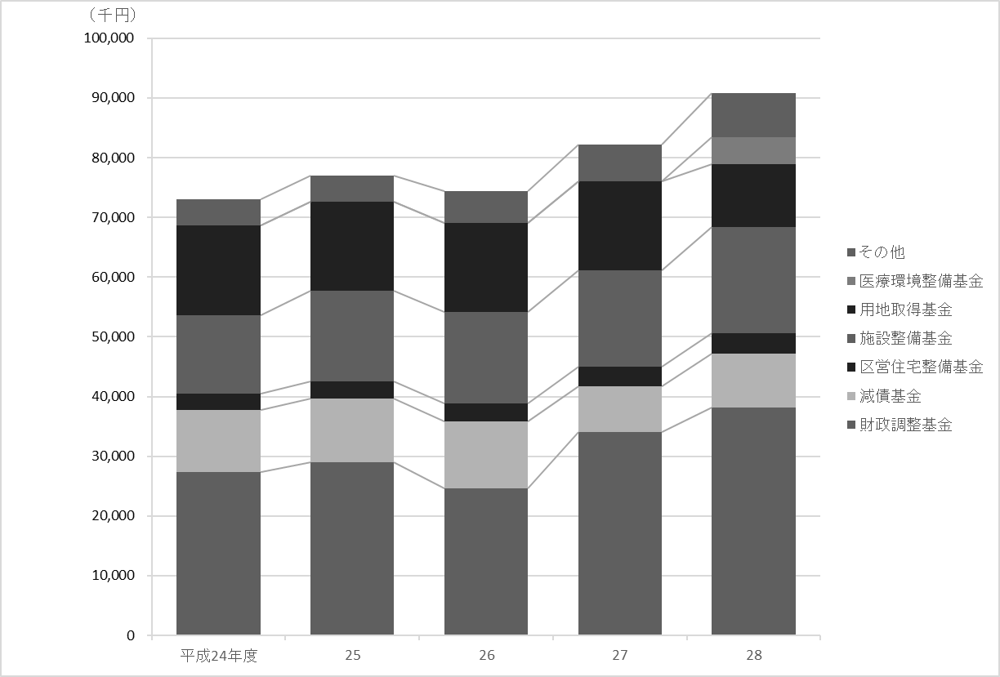 （千円）
100,000
90,000
80,000
70,000
60,000
50,000
40,000
30,000
20,000
10,000
0
平成24年度
25
26
27
28
その他
医療環境整備基金
用地取得基金
施設整備基金
区営住宅整備基金
減債基金
財政調整基金